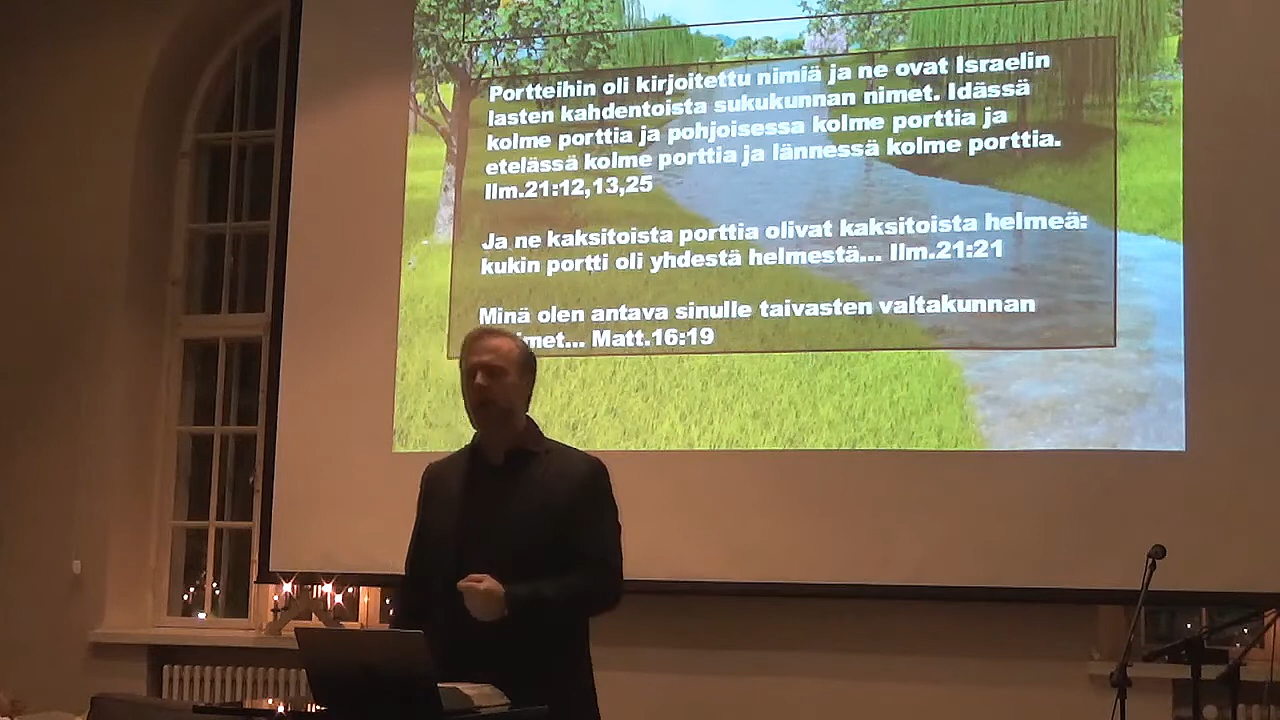 Portteihin oli kirjoitettu nimiä ja ne ovat Israelin
lasten kahdentoista sukukunnan nimet. Idässä
kolme porttia ja pohjoisessa kolme porttia ja
etelässä kolme porttia ja lännessä kolme porttia.
Ilm.21:12,13,25
Ja ne kaksitoista porttia olivat kaksitoista helmeä:
kukin portti oli yhdestä helmestä... Ilm.21:21
Minä olen antava sinulle taivasten valtakunnan
Matt.16:19